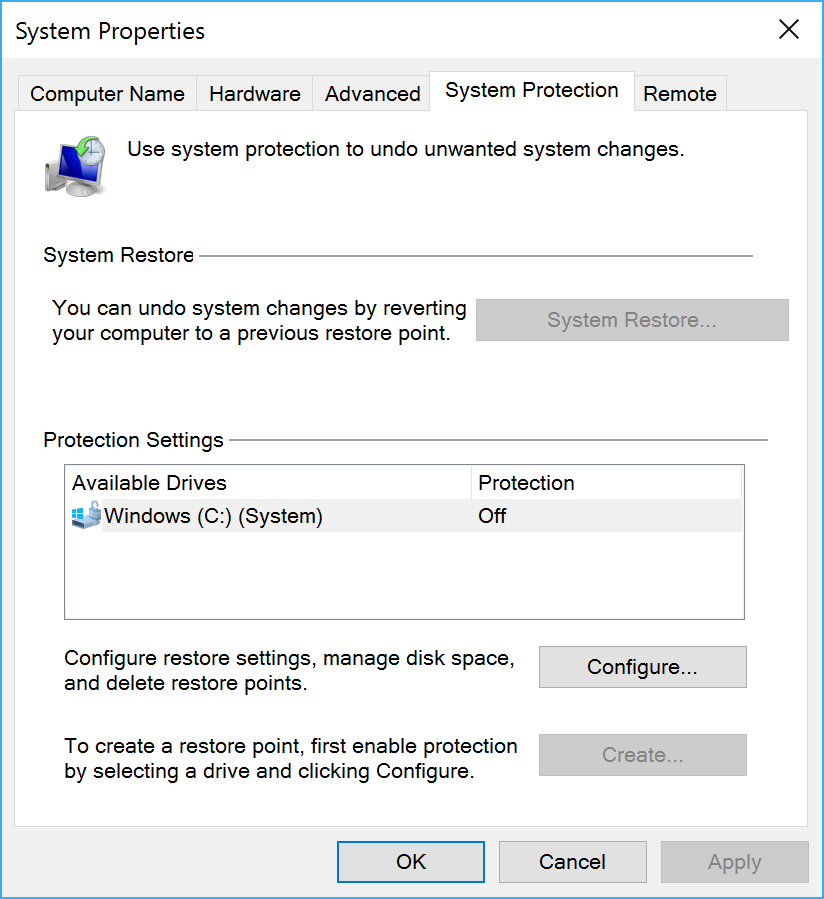 System Properties
Computer Name Hardware Advanced System Protection Remote
Use system protection to undo unwanted system changes.
System Restore
You can undo system changes by reverting
your computer to a previous restore point.
System Restore...
Protection Settings
Available Drives Protection
Windows (C:) (System) Off
Configure restore settings, manage disk space,
and delete restore points.
Configure...
To create a restore point, first enable protection
by selecting a drive and clicking Configure.
Create...
OK Cancel Apply